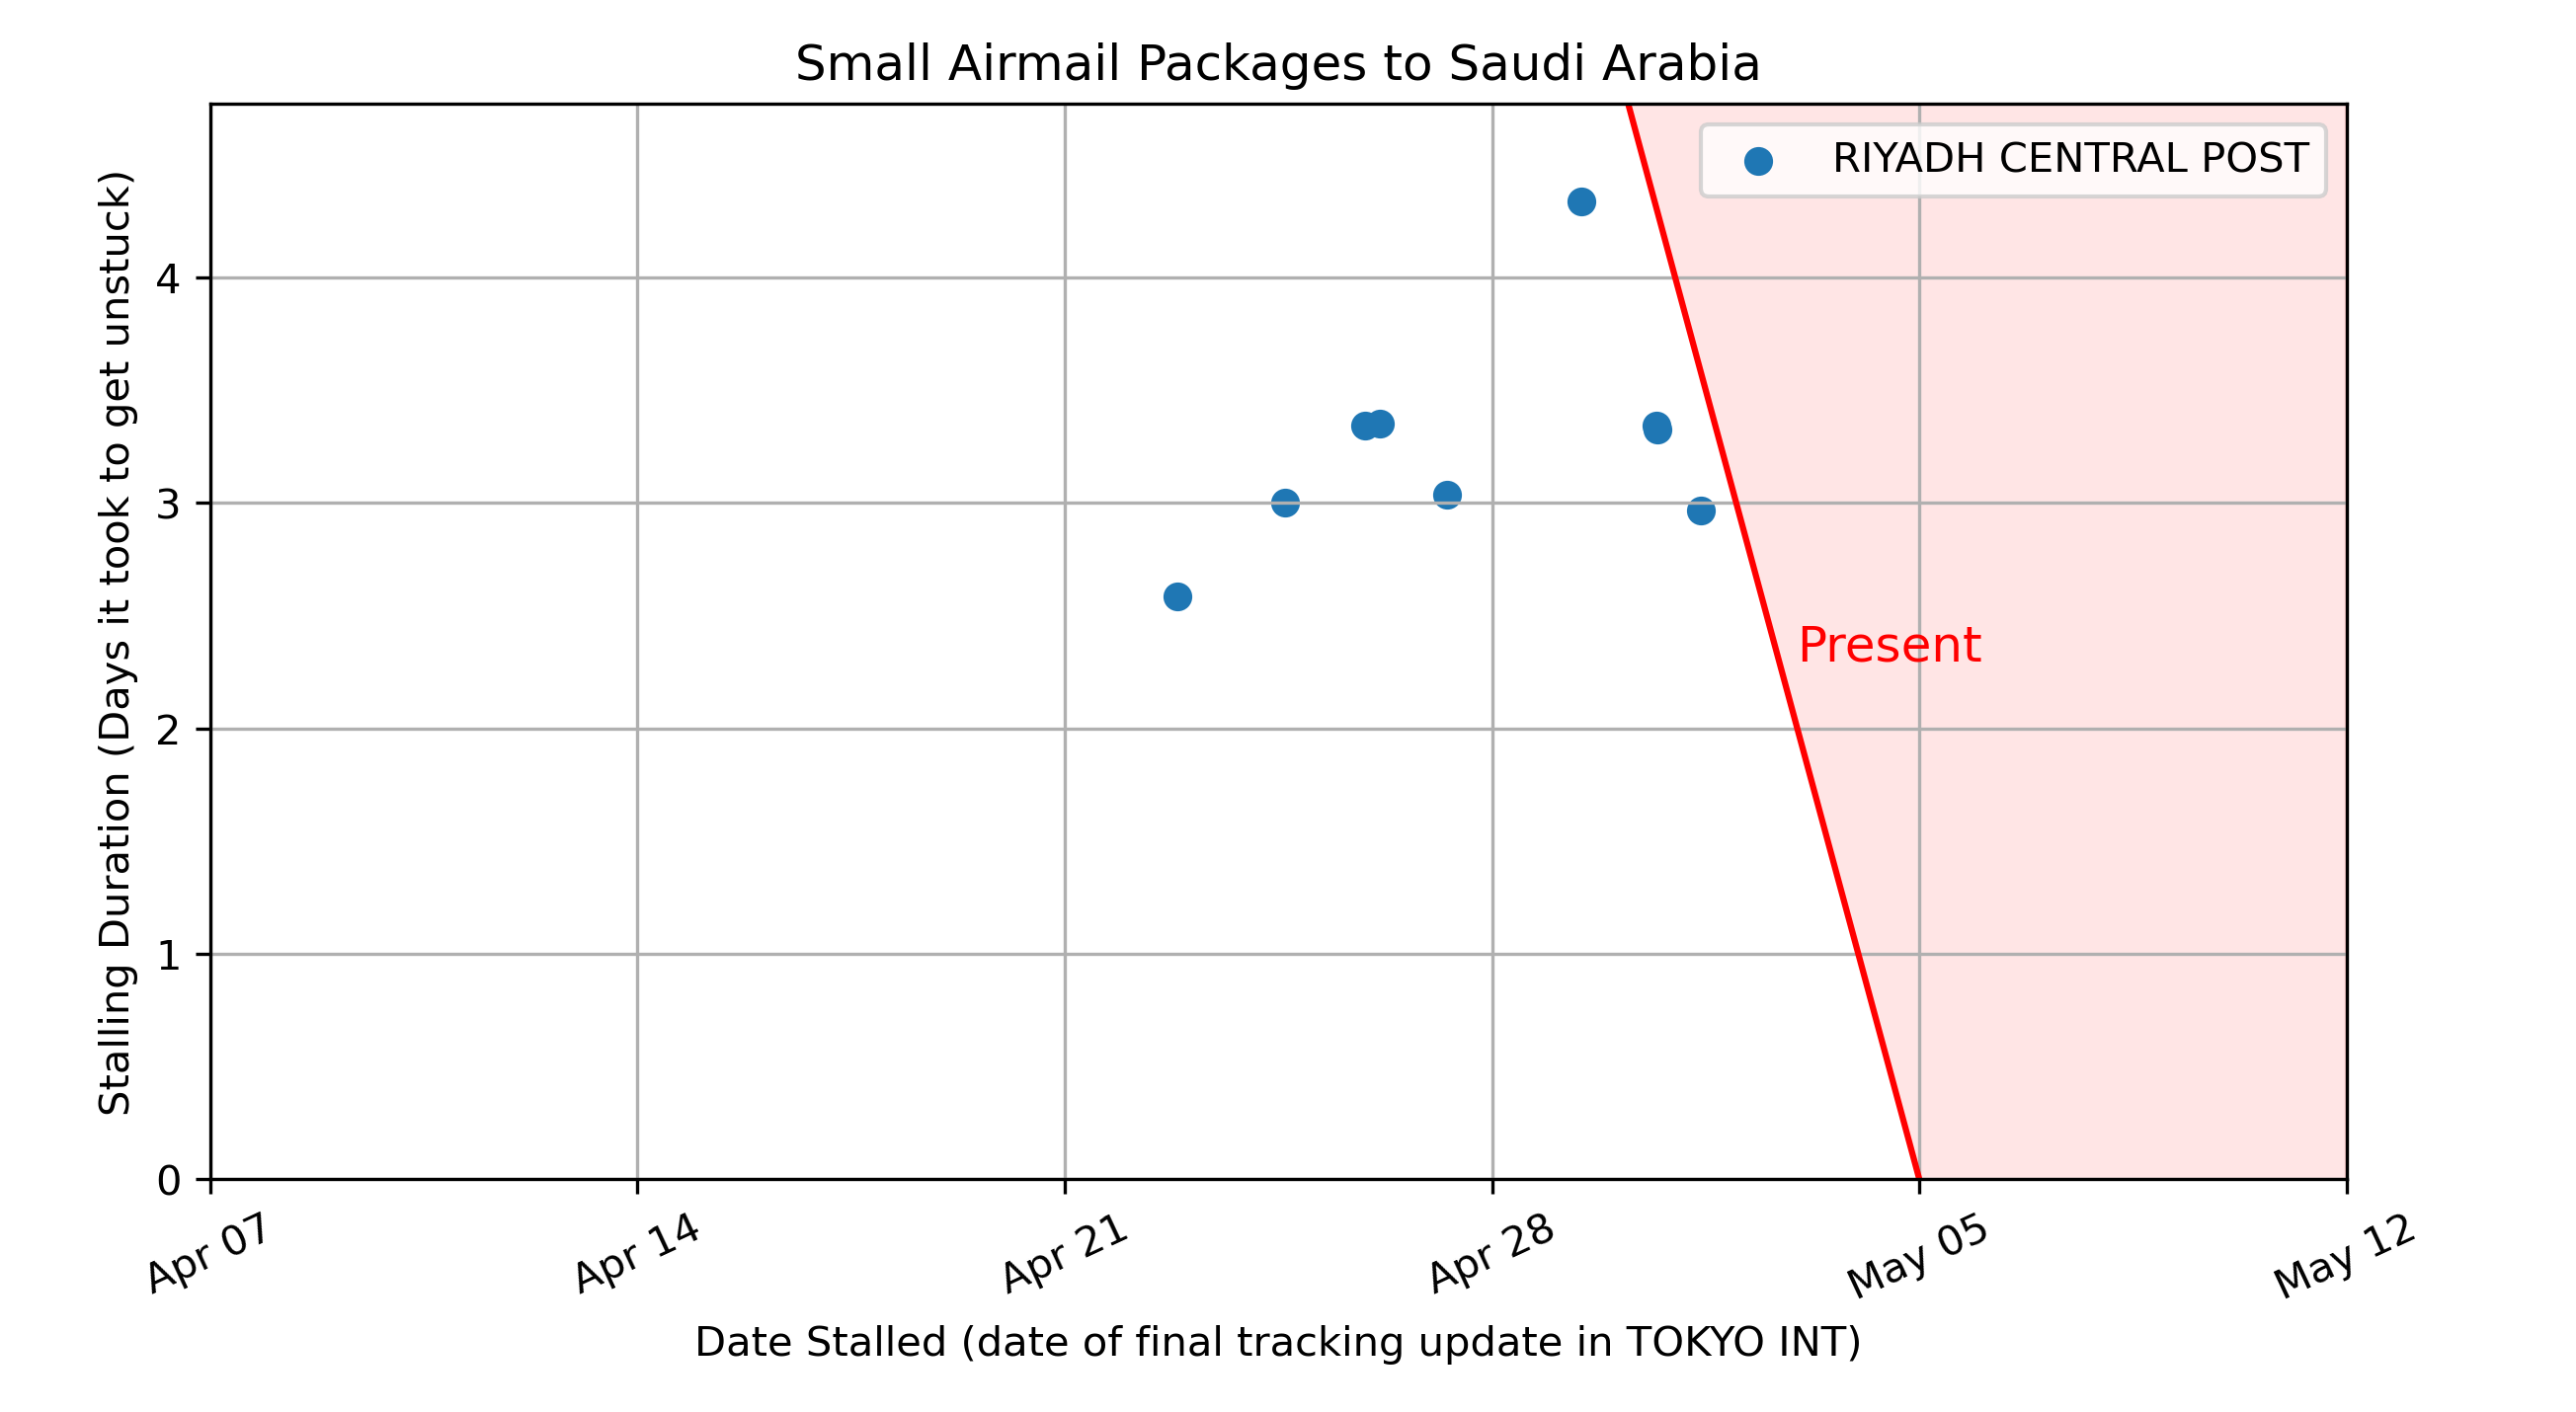 Small Airmail Packages to Saudi Arabia
RIYADH CENTRAL POST
Stalling Duration (Days it took to get unstuck)
4
3
2
1
0
Present
Apr 07
Apr 14
Apr 21
Apr 28
May 05
May 12
Date Stalled (date of final tracking update in TOKYO INT)